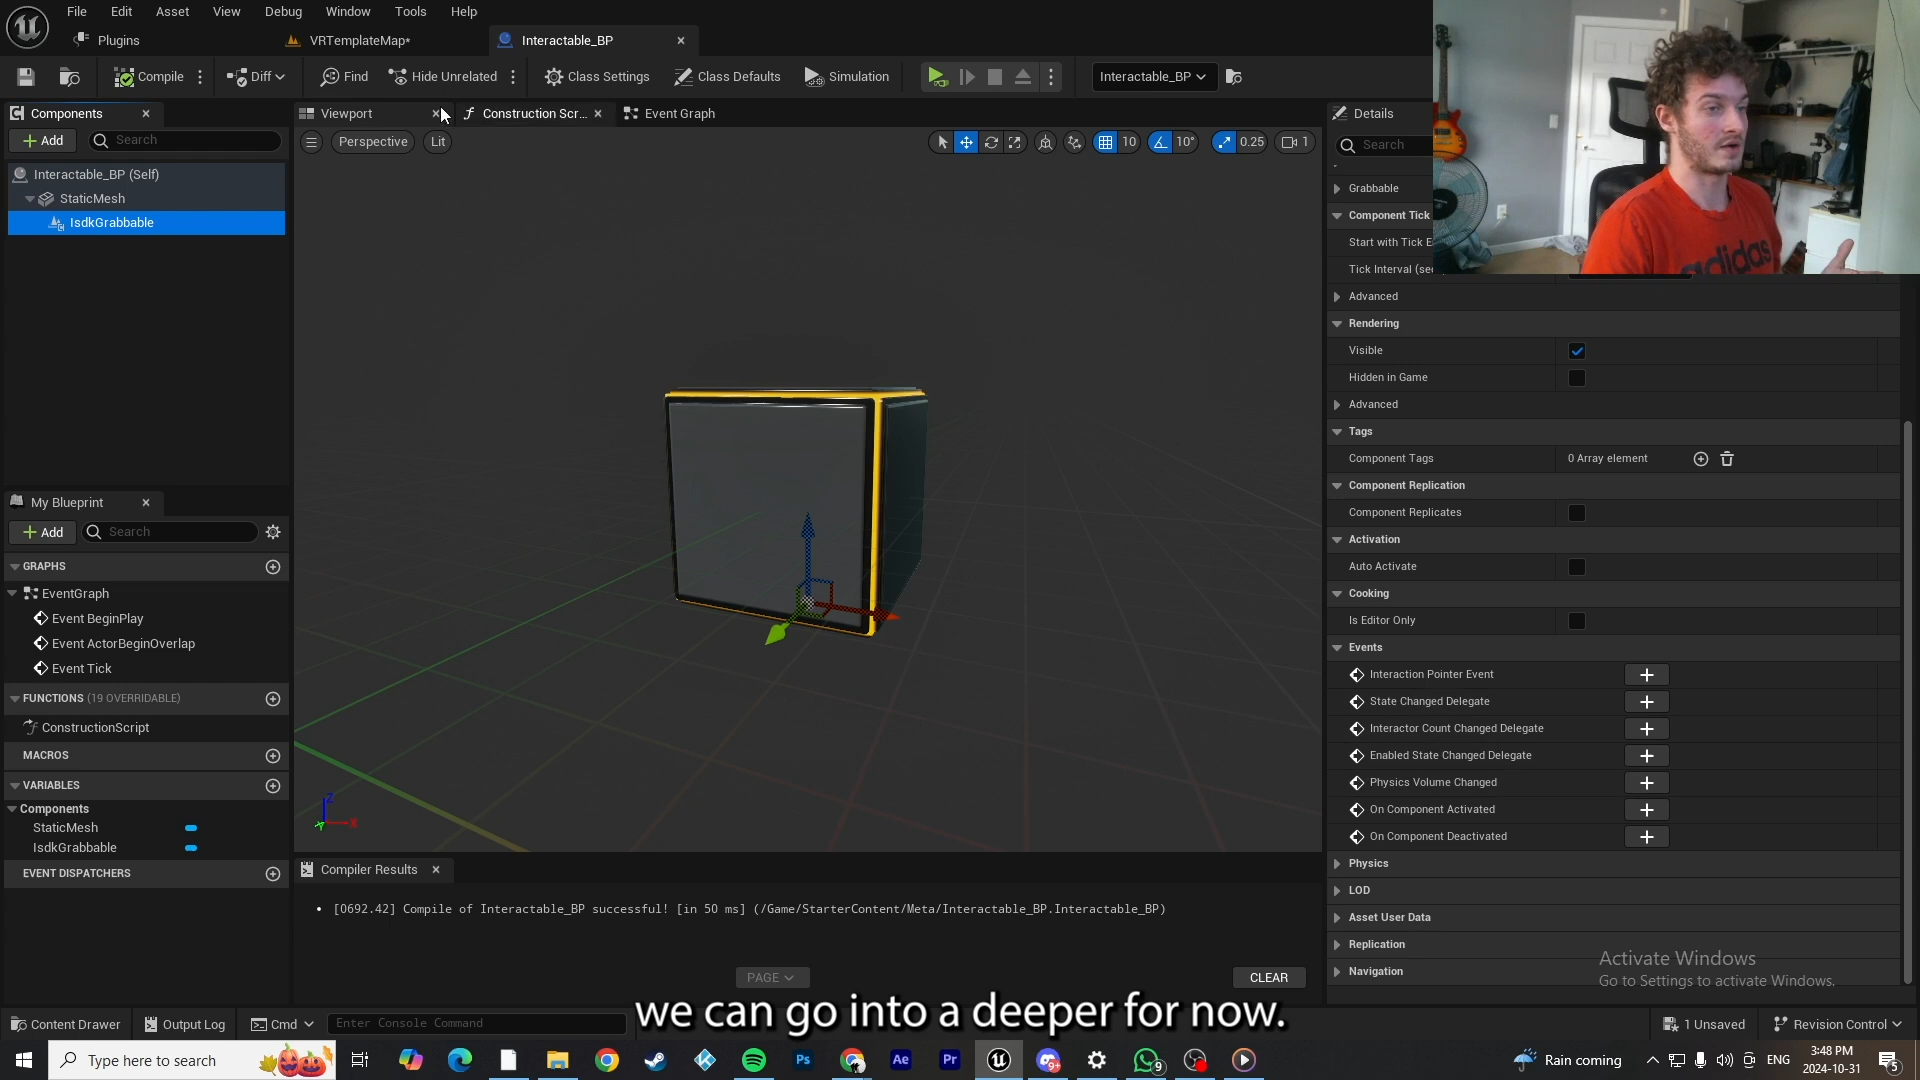 File Edit Asset View Debug Window Tools Help
Plugins VRTemplateMap* Interactable_BP
Compile Diff Find Hide Unrelated Class Settings Class Defaults Simulation Interactable_BP
Components
Add Search
Interactable_BP (Self)
StaticMesh
IsdkGrabbable
My Blueprint
Add Search
GRAPHS
EventGraph
Event BeginPlay
Event ActorBeginOverlap
Event Tick
FUNCTIONS (19 OVERRIDABLE)
ConstructionScript
MACROS
VARIABLES
Components
StaticMesh
IsdkGrabbable
EVENT DISPATCHERS
Viewport Construction Scr... Event Graph
Perspective Lit 10 10° 0.25 1
Z
Y X
Compiler Results
[0692.42] Compile of Interactable_BP successful! [in 50 ms] (/Game/StarterContent/Meta/Interactable_BP.Interactable_BP)
PAGE CLEAR
Details
Search
Grabbable
Component Tick
Start with Tick E
Tick Interval (sec
Advanced
Rendering
Visible
Hidden in Game
Advanced
Tags
Component Tags 0 Array element
Component Replication
Component Replicates
Activation
Auto Activate
Cooking
Is Editor Only
Events
Interaction Pointer Event
State Changed Delegate
Interactor Count Changed Delegate
Enabled State Changed Delegate
Physics Volume Changed
On Component Activated
On Component Deactivated
Physics
LOD
Asset User Data
Replication
Navigation
adidas
Activate Windows
Go to Settings to activate Windows.
we can go into a deeper for now.
Content Drawer Output Log Cmd Enter Console Command 1 Unsaved Revision Control
Type here to search Ps Ae Pr 9+ 9 Rain coming ENG 3:48 PM
2024-10-31 5